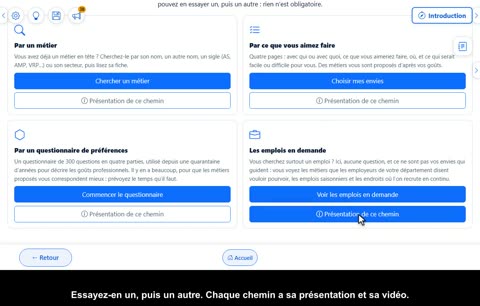 pouvez en essayer un, puis un autre : rien n'est obligatoire.
Introduction
Par un métier
Vous avez déjà un métier en tête ? Cherchez-le par son nom, un autre nom, un sigle (AS,
AMP, VRP...) ou son secteur, puis lisez sa fiche.
Chercher un métier
Présentation de ce chemin
Par ce que vous aimez faire
Quatre pages : avec qui ou avec quoi, ce que vous aimeriez faire, où, et ce qui serait
facile ou difficile pour vous. Des métiers vous sont proposés d'après vos goûts.
Choisir mes envies
Présentation de ce chemin
Par un questionnaire de préférences
Un questionnaire de 300 questions en quatre parties, utilisé depuis une quarantaine
d'années pour décrire les goûts professionnels. Il y en a beaucoup, pour que les métiers
proposés vous correspondent mieux : prévoyez le temps qu'il faut.
Commencer le questionnaire
Présentation de ce chemin
Les emplois en demande
Vous cherchez surtout un emploi ? Ici, aucune question, et ce ne sont pas vos envies qui
guident : vous voyez les métiers que les employeurs de votre département disent
vouloir pourvoir, les emplois saisonniers et les endroits où l'on recrute en continu.
Voir les emplois en demande
Présentation de ce chemin
← Retour
Accueil
Essayez-en un, puis un autre. Chaque chemin a sa présentation et sa vidéo.